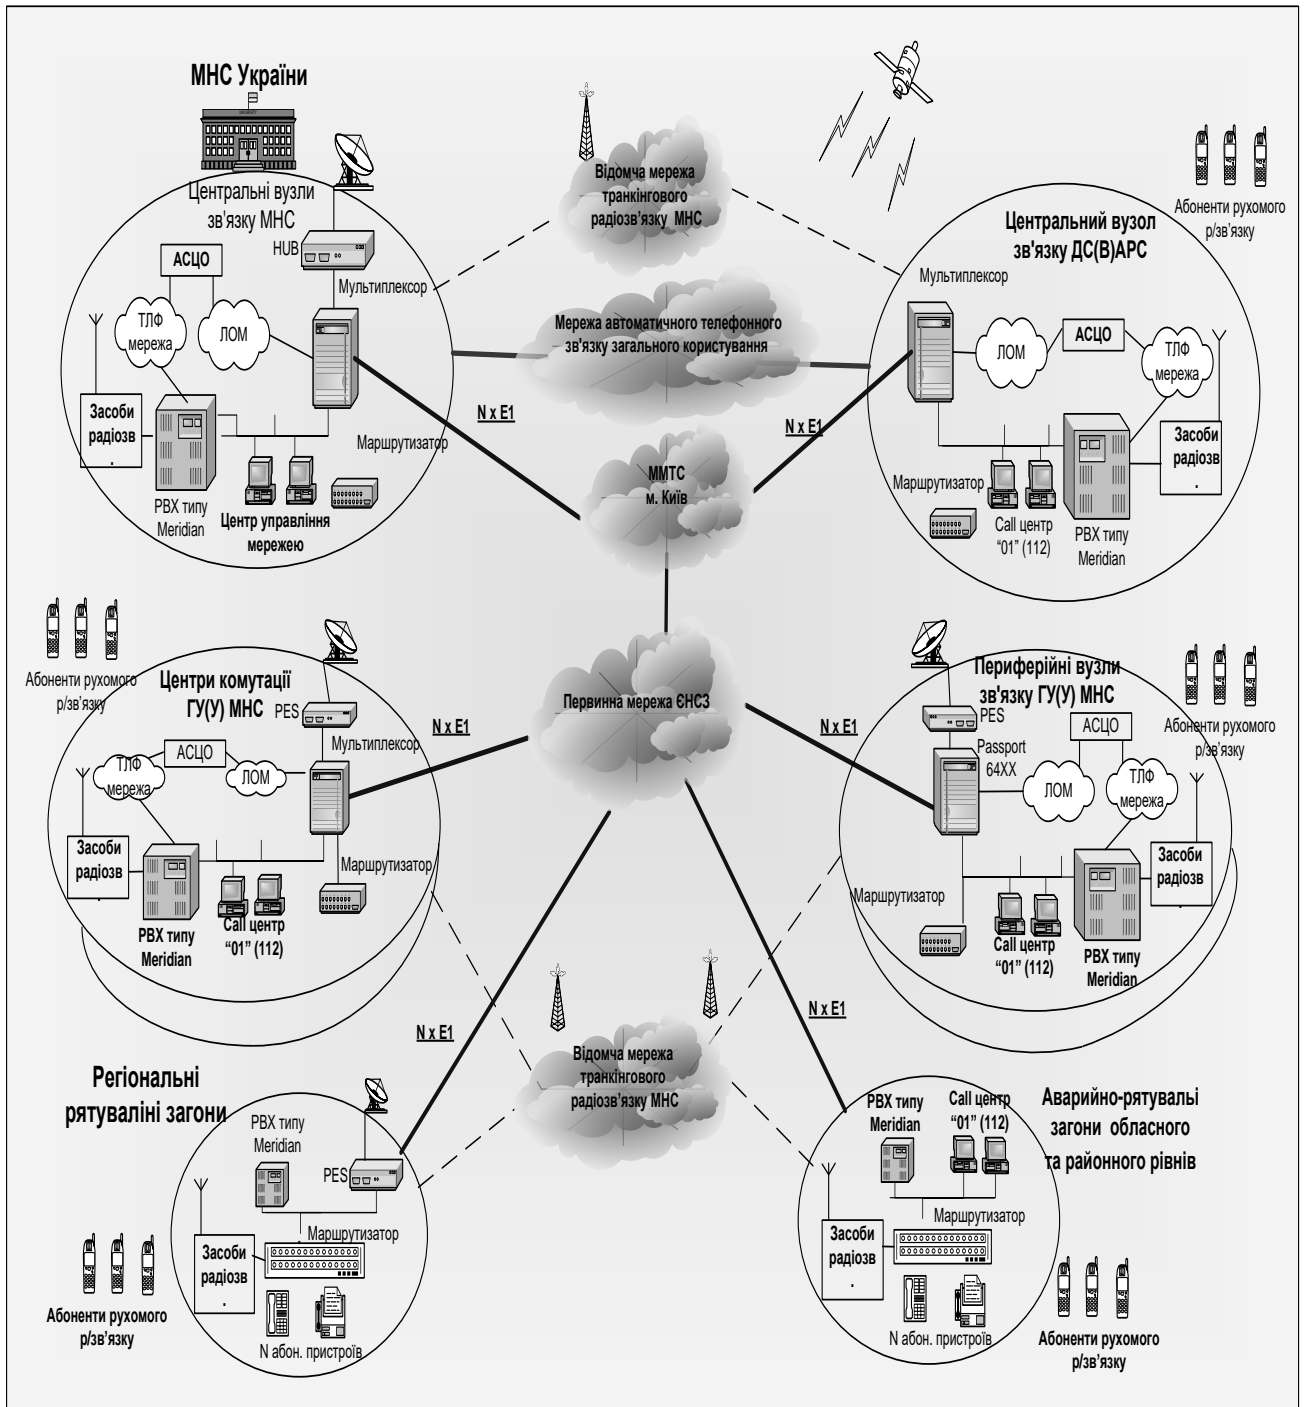 МНС України
Центральні вузли
зв'язку МНС
HUB
АСЦО
Мультиплексор
ТЛФ
мережа
ЛОМ
Засоби
радіозв
.
PBX типу
Meridian
Центр управління
мережею
Маршрутизатор
N x E1
Відомча мережа
транкінгового
радіозв'язку МНС
Мережа автоматичного телефонного
зв'язку загального користування
ММТС
м. Київ
N x E1
Абоненти рухомого
р/зв'язку
Центральний вузол
зв'язку ДС(В)АРС
Мультиплексор
ЛОМ
АСЦО
ТЛФ
мережа
Засоби
радіозв
.
Маршрутизатор
Call центр
“01” (112)
PBX типу
Meridian
Абоненти рухомого
р/зв'язку
Центри комутації
ГУ(У) МНС
PES
Мультиплексор
АСЦО
ТЛФ
мережа
ЛОМ
Засоби
радіозв
.
Маршрутизатор
PBX типу
Meridian
Call центр
“01” (112)
N x E1
Первинна мережа ЄНСЗ
N x E1
Периферійні вузли
зв'язку ГУ(У) МНС
PES
Passport
64XX
АСЦО
ЛОМ
ТЛФ
мережа
Абоненти рухомого
р/зв'язку
Засоби
радіозв
.
Маршрутизатор
Call центр
“01” (112)
PBX типу
Meridian
N x E1
N x E1
Відомча мережа
транкінгового
радіозв'язку МНС
Регіональні
рятуваліні загони
PBX типу
Meridian
PES
Маршрутизатор
Засоби
радіозв
.
N абон. пристроїв
Абоненти рухомого
р/зв'язку
PBX типу
Meridian
Call центр
“01” (112)
Маршрутизатор
Засоби
радіозв
.
N абон. пристроїв
Аварийно-рятувальі
загони обласного
та районного рівнів
Абоненти рухомого
р/зв'язку